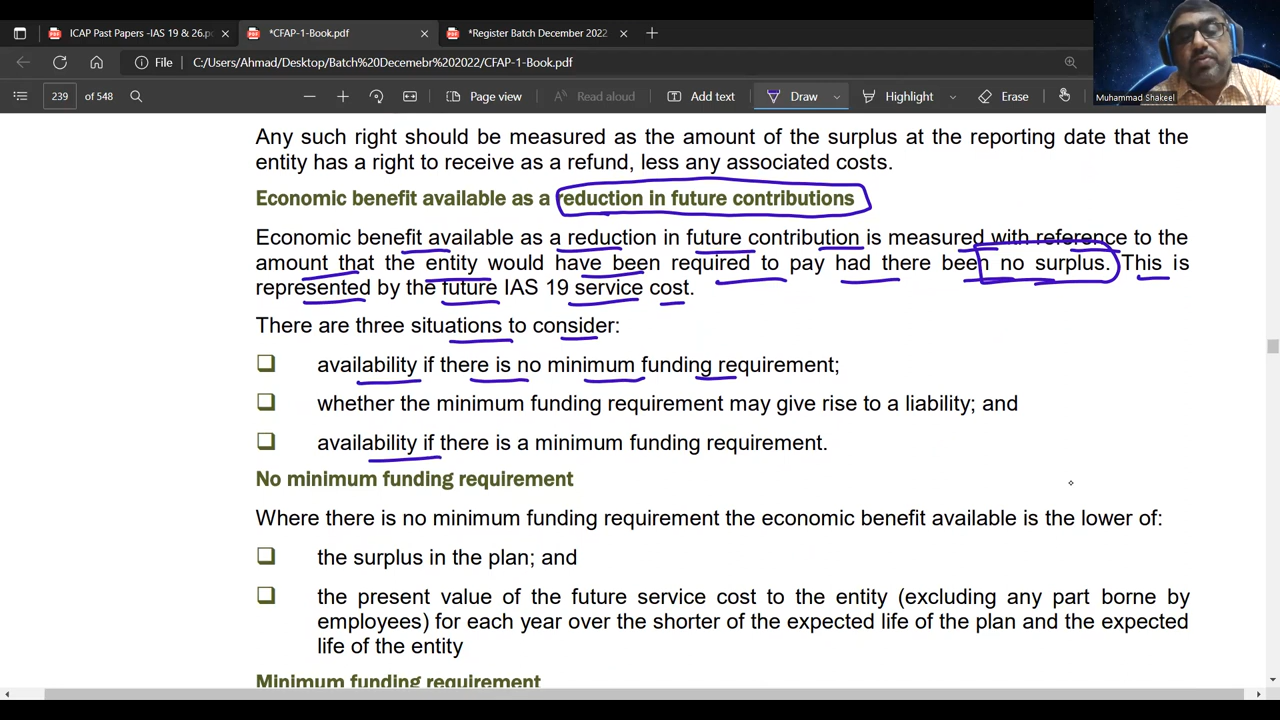 ICAP Past Papers -IAS 19 & 26.p
*CFAP-1-Book.pdf
*Register Batch December 2022
File
C:/Users/Ahmad/Desktop/Batch%20Decemebr%202022/CFAP-1-Book.pdf
239 of 548
Page view
Read aloud
Add text
Draw
Highlight
Erase
Muhammad Shakeel
Any such right should be measured as the amount of the surplus at the reporting date that the
entity has a right to receive as a refund, less any associated costs.
Economic benefit available as a reduction in future contributions
Economic benefit available as a reduction in future contribution is measured with reference to the
amount that the entity would have been required to pay had there been no surplus. This is
represented by the future IAS 19 service cost.
There are three situations to consider:
availability if there is no minimum funding requirement;
whether the minimum funding requirement may give rise to a liability; and
availability if there is a minimum funding requirement.
No minimum funding requirement
Where there is no minimum funding requirement the economic benefit available is the lower of:
the surplus in the plan; and
the present value of the future service cost to the entity (excluding any part borne by
employees) for each year over the shorter of the expected life of the plan and the expected
life of the entity
Minimum funding requirement